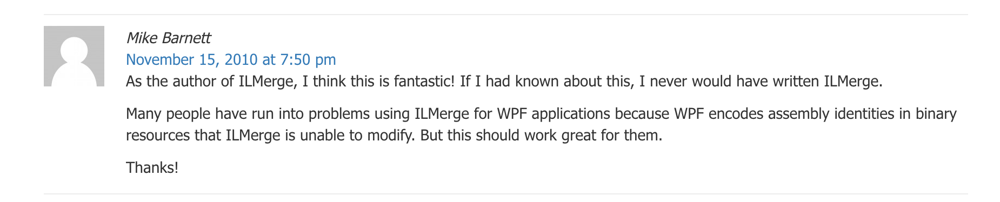 Mike Barnett
November 15, 2010 at 7:50 pm
As the author of ILMerge, I think this is fantastic! If I had known about this, I never would have written ILMerge.
Many people have run into problems using ILMerge for WPF applications because WPF encodes assembly identities in binary
resources that ILMerge is unable to modify. But this should work great for them.
Thanks!